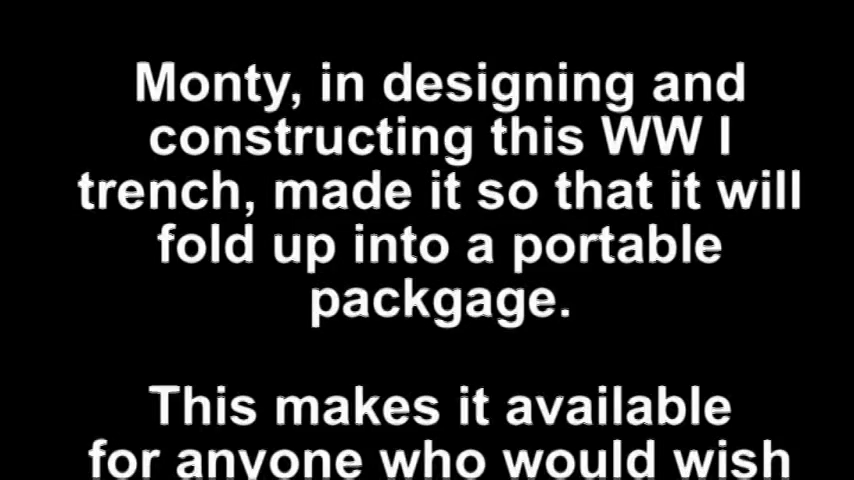 Monty, in designing and
constructing this WW I
trench, made it so that it will
fold up into a portable
packgage.
This makes it available
for anyone who would wish